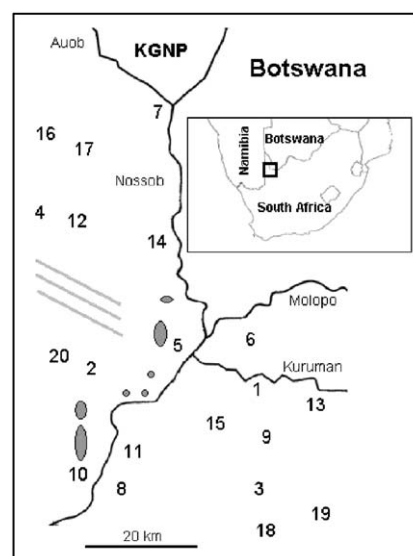 Auob
KGNP
Botswana
7
16
17
Namibia
Botswana
South Africa
Nossob
4
12
14
Molopo
5
6
20
2
Kuruman
1
13
15
9
11
10
8
3
19
18
20 km